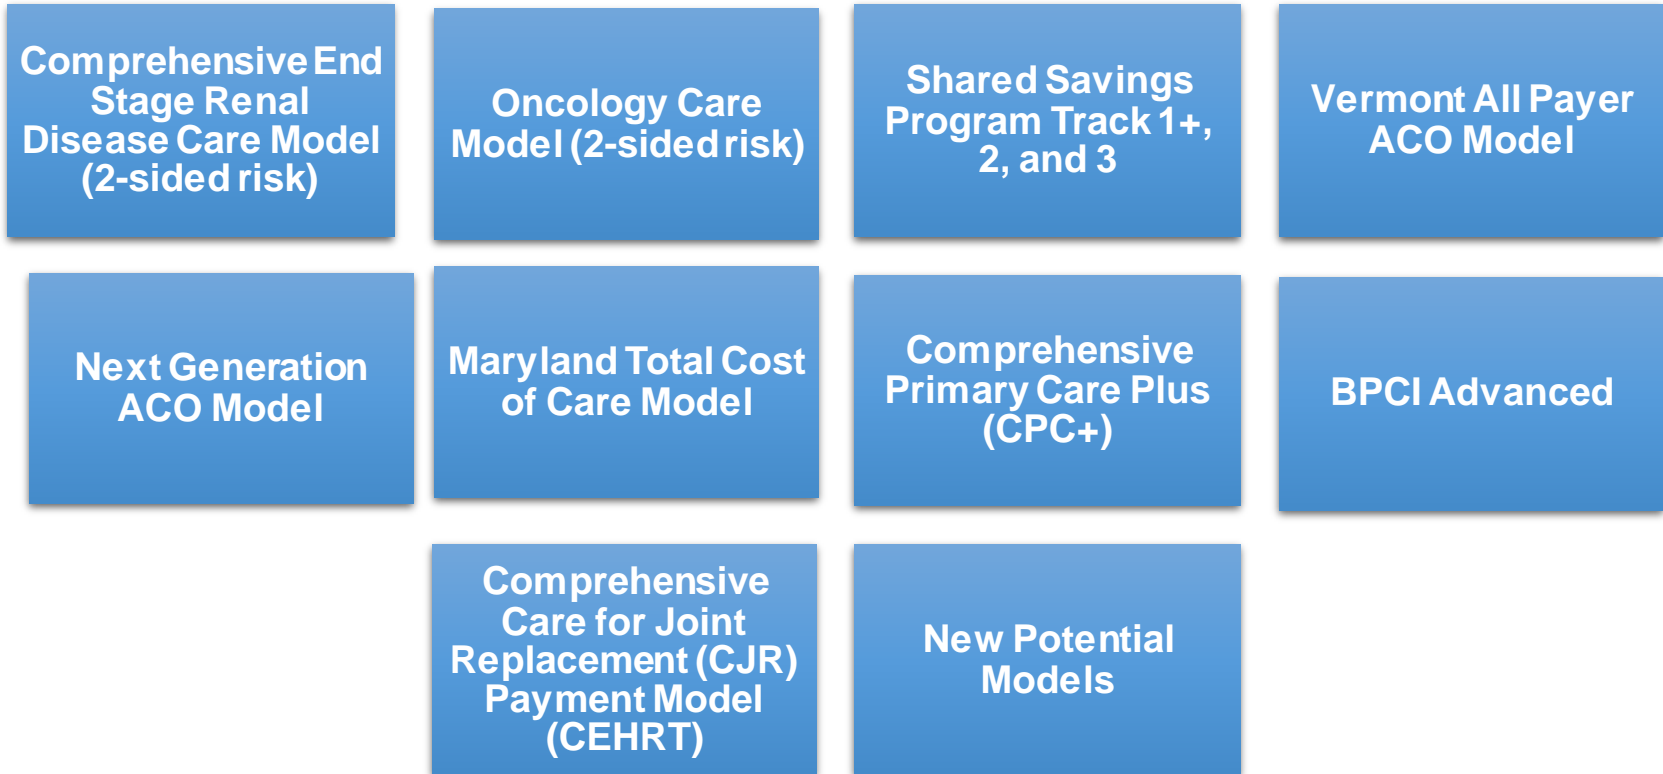 Comprehensive End
Stage Renal
Disease Care Model
(2-sided risk)
Oncology Care
Model (2-sided risk)
Shared Savings
Program Track 1+,
2, and 3
Vermont All Payer
ACO Model
Next Generation
ACO Model
Maryland Total Cost
of Care Model
Comprehensive
Primary Care Plus
(CPC+)
BPCI Advanced
Comprehensive
Care for Joint
Replacement (CJR)
Payment Model
(CEHRT)
New Potential
Models